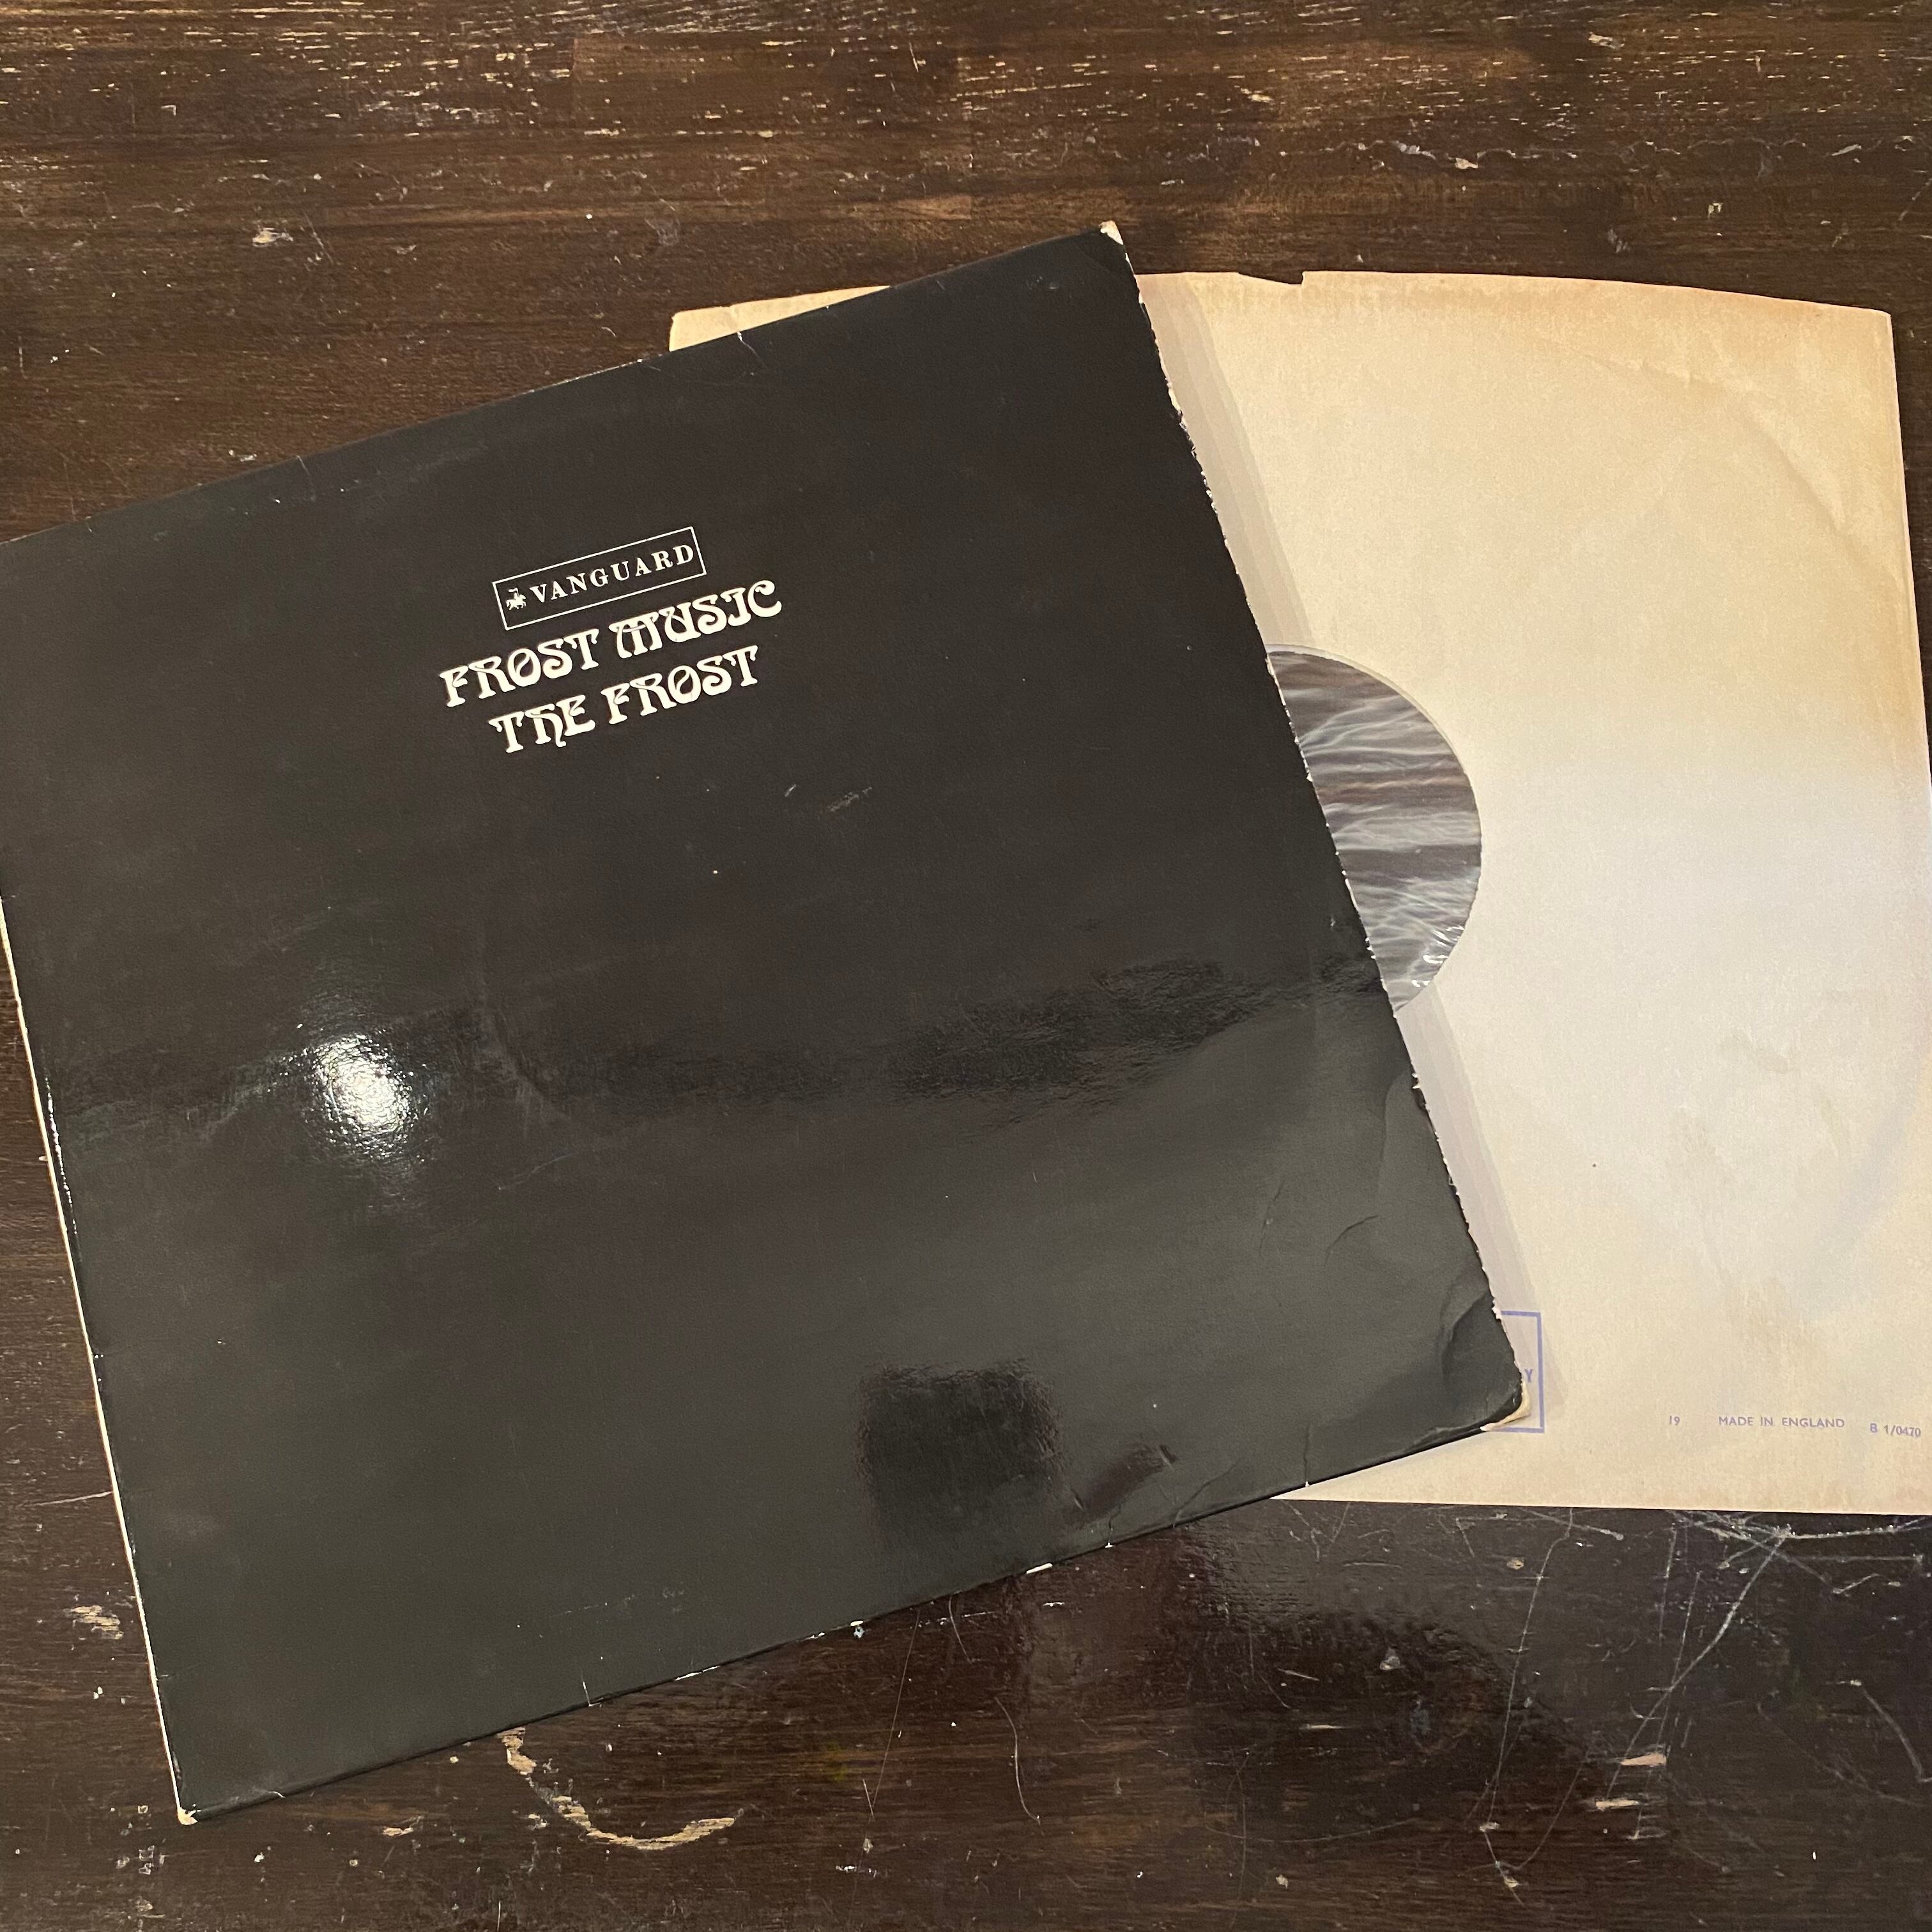 VANGUARD
FROST MUSIC
THE FROST
Y
19 MADE IN ENGLAND B 1/0470